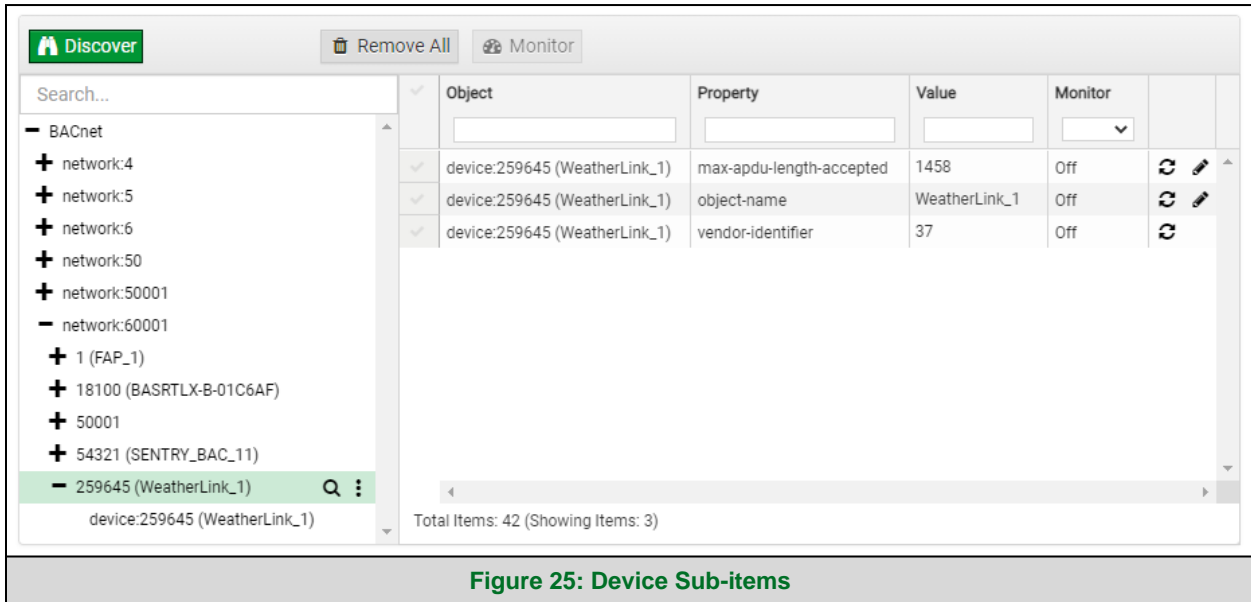 Discover Remove All Monitor
Search...
Object Property Value Monitor
BACnet
network:4
network:5
network:6
network:50
network:50001
network:60001
1 (FAP_1)
18100 (BASRTLX-B-01C6AF)
50001
54321 (SENTRY_BAC_11)
259645 (WeatherLink_1)
device:259645 (WeatherLink_1)
device:259645 (WeatherLink_1) max-apdu-length-accepted 1458 Off
device:259645 (WeatherLink_1) object-name WeatherLink_1 Off
device:259645 (WeatherLink_1) vendor-identifier 37 Off
Total Items: 42 (Showing Items: 3)
Figure 25: Device Sub-items